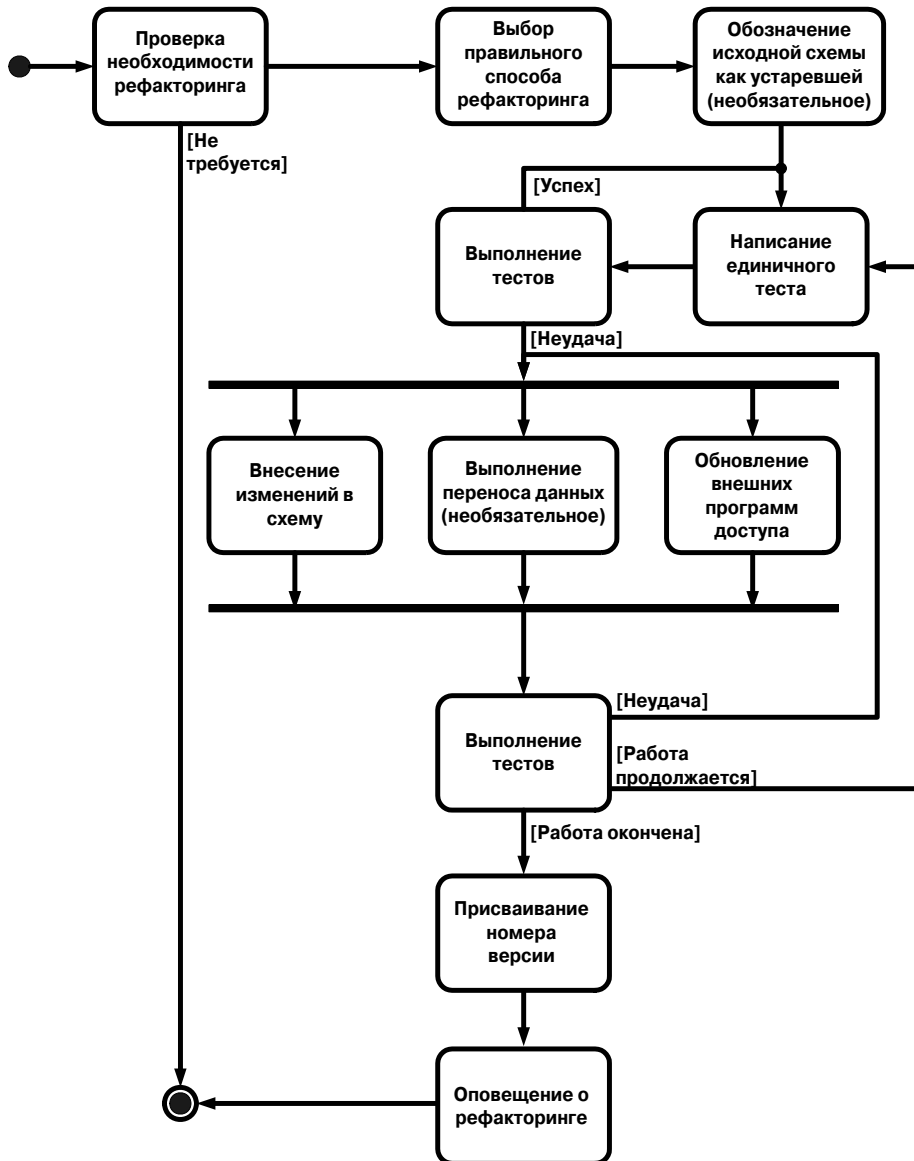 Проверка
необходимости
рефакторинга
Выбор
правильного
способа
рефакторинга
Обозначение
исходной схемы
как устаревшей
(необязательное)
[Не
требуется]
[Успех]
Выполнение
тестов
Написание
единичного
теста
[Неудача]
Внесение
изменений в
схему
Выполнение
переноса данных
(необязательное)
Обновление
внешних
программ
доступа
[Неудача]
Выполнение
тестов
[Работа
продолжается]
[Работа окончена]
Присваивание
номера
версии
Оповещение о
рефакторинге